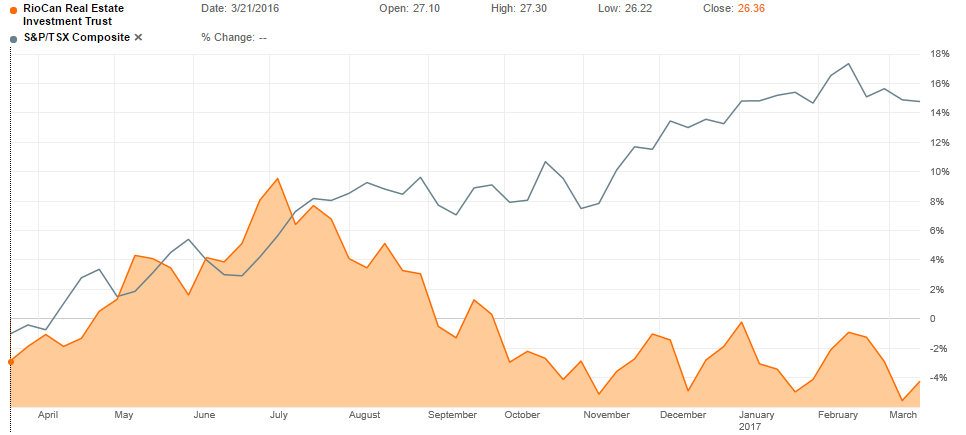 RioCan Real Estate
Investment Trust
Date: 3/21/2016 Open: 27.10 High: 27.30 Low: 26.22 Close: 26.36
S&P/TSX Composite ✕
% Change: --
18%
16%
14%
12%
10%
8%
6%
4%
2%
0
-2%
-4%
April May June July August September October November December January February March
2017